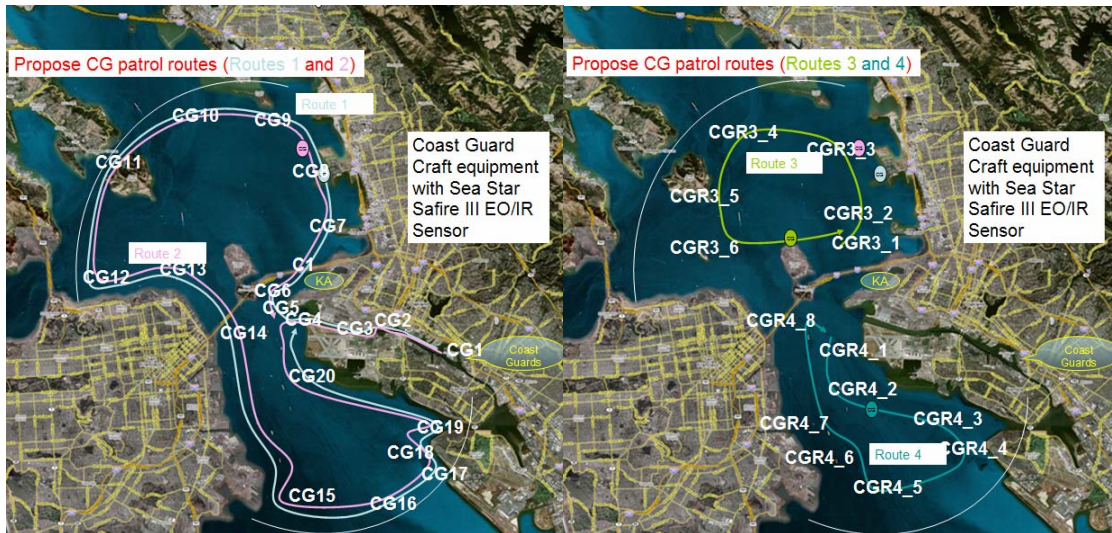 Propose CG patrol routes (Routes 1 and 2)
Route 1
CG10
CG9
CG11
CG8
CG7
Coast Guard
Craft equipment
with Sea Star
Safire III EO/IR
Sensor
Route 2
C1
CG12
CG13
KA
CG6
CG5
CG4
CG3
CG2
CG14
CG1
Coast
Guards
CG20
CG19
CG18
CG17
CG15
CG16
Propose CG patrol routes (Routes 3 and 4)
CGR3_4
CGR3_3
CG
Route 3
CG
CGR3_5
CGR3_2
Coast Guard
Craft equipment
with Sea Star
Safire III EO/IR
Sensor
CG
CGR3_6
CGR3_1
KA
CGR4_8
CGR4_1
Coast
Guards
CGR4_2
CG
CGR4_3
CGR4_7
CGR4_4
CGR4_6
Route 4
CGR4_5